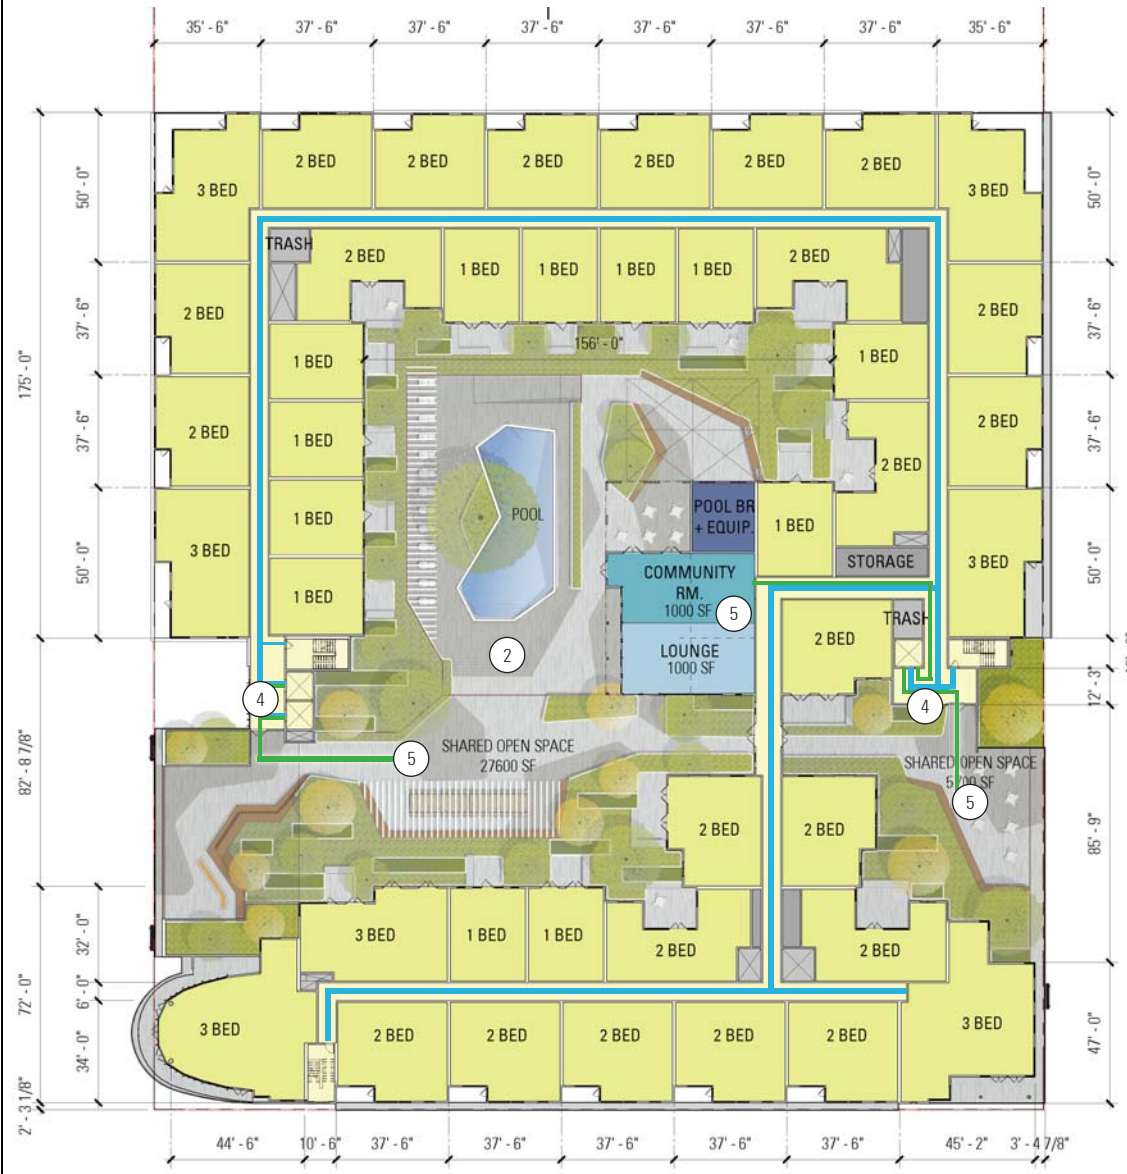 35' - 6" 37' - 6" 37' - 6" 37' - 6" 37' - 6" 37' - 6" 37' - 6" 35' - 6"
2 BED 2 BED 2 BED 2 BED 2 BED 2 BED
3 BED 3 BED
50' - 0" 50' - 0"
TRASH
2 BED 1 BED 1 BED 1 BED 1 BED 2 BED
2 BED 2 BED
37' - 6" 37' - 6"
156' - 0"
1 BED 1 BED
175' - 0"
2 BED 1 BED 2 BED
37' - 6" 37' - 6"
2 BED
POOL
POOL BR
+ EQUIP.
1 BED 1 BED
3 BED 3 BED
50' - 0" 50' - 0"
STORAGE
COMMUNITY
RM.
1000 SF
5
1 BED
TRASH
2 BED
LOUNGE
1000 SF
2
12' - 3"
4 4
SHARED OPEN SPACE
27600 SF
5
SHARED OPEN SPACE
SF
5
82' - 8 7/8"
85' - 9"
2 BED 2 BED
32' - 0"
3 BED 1 BED 1 BED 2 BED 2 BED
72' - 0"
6' - 0"
3 BED 2 BED 2 BED 2 BED 2 BED 2 BED 3 BED
34' - 0" 47' - 0"
2' - 3 1/8"
44' - 6" 10' - 6" 37' - 6" 37' - 6" 37' - 6" 37' - 6" 37' - 6" 45' - 2" 3' - 4 7/8"